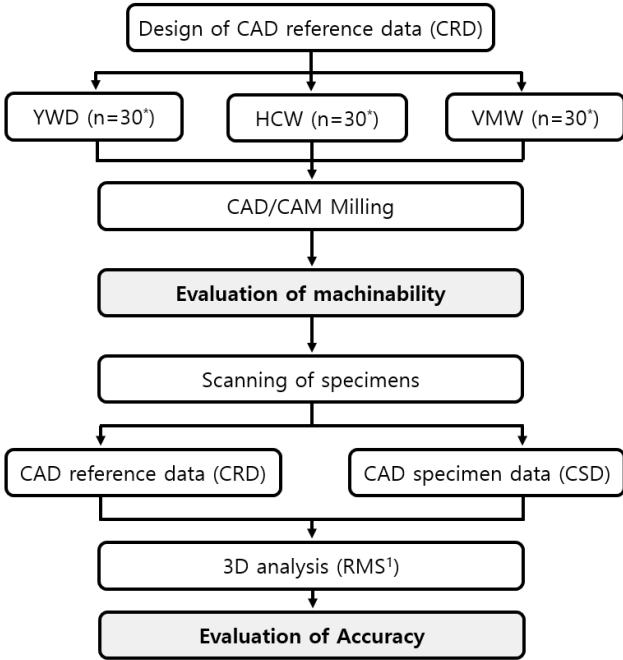 Design of CAD reference data (CRD)
YWD (n=30*)
HCW (n=30*)
VMW (n=30*)
CAD/CAM Milling
Evaluation of machinability
Scanning of specimens
CAD reference data (CRD)
CAD specimen data (CSD)
3D analysis (RMS¹)
Evaluation of Accuracy